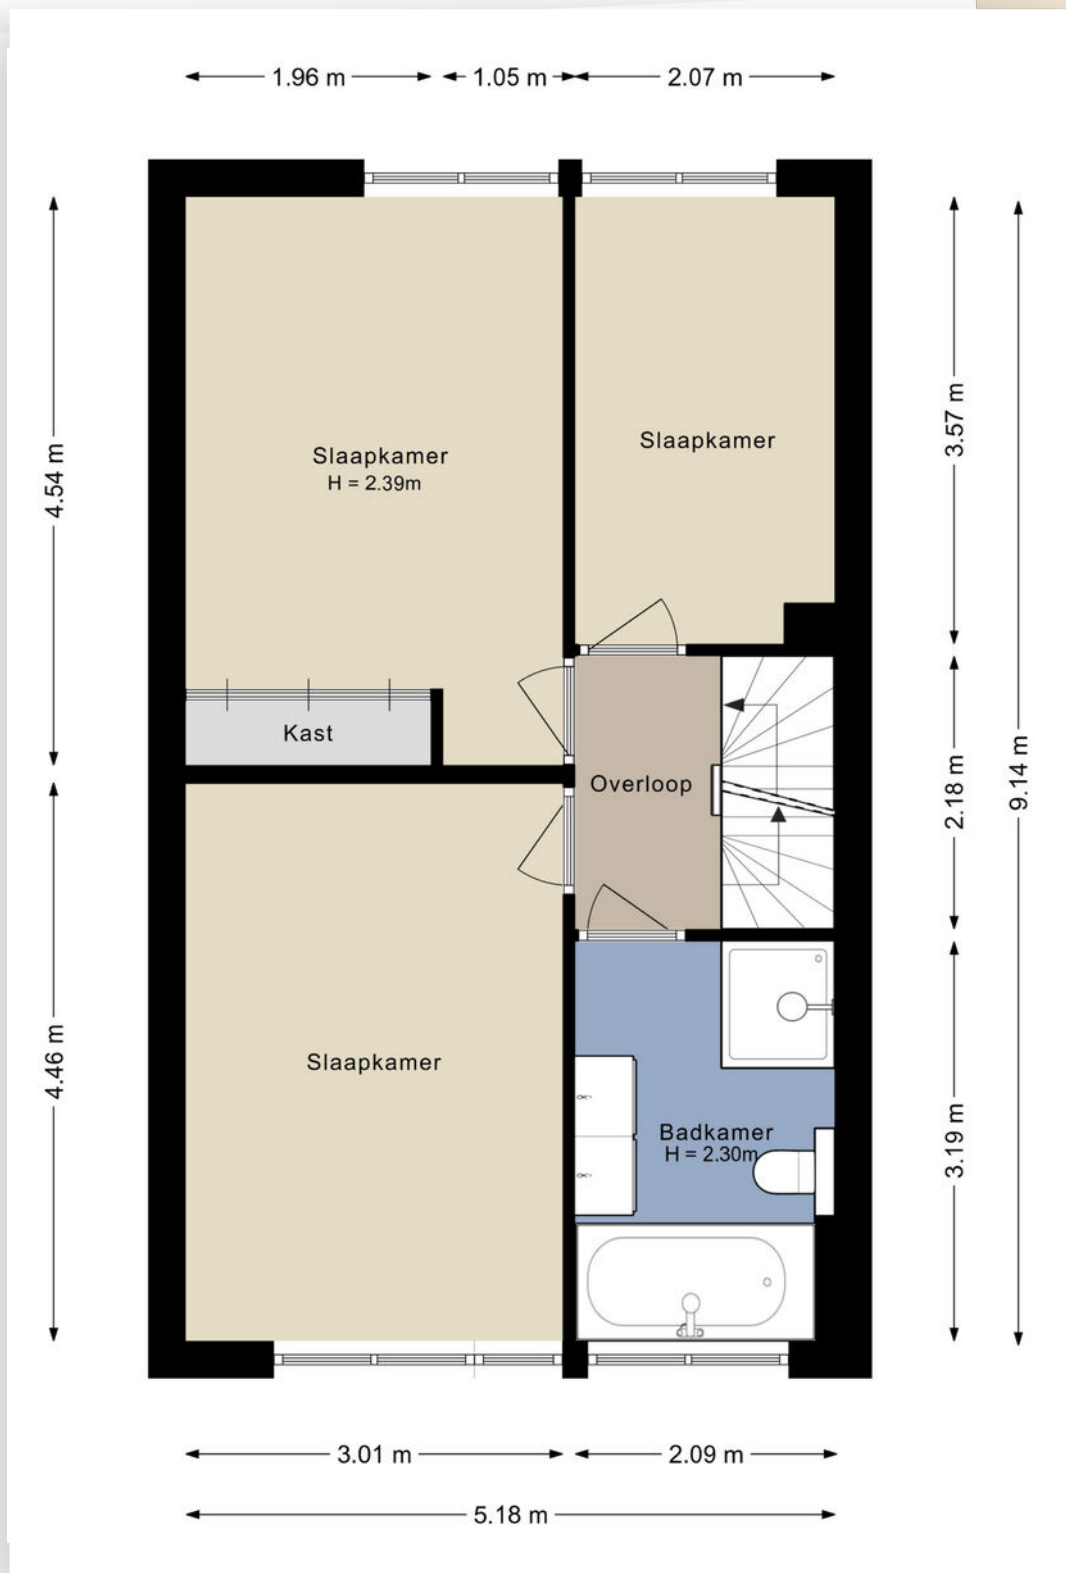 1.96 m
1.05 m
2.07 m
4.54 m
3.57 m
Slaapkamer
H = 2.39m
Slaapkamer
Kast
Overloop
2.18 m
9.14 m
4.46 m
Slaapkamer
Badkamer
H = 2.30m
3.19 m
3.01 m
2.09 m
5.18 m